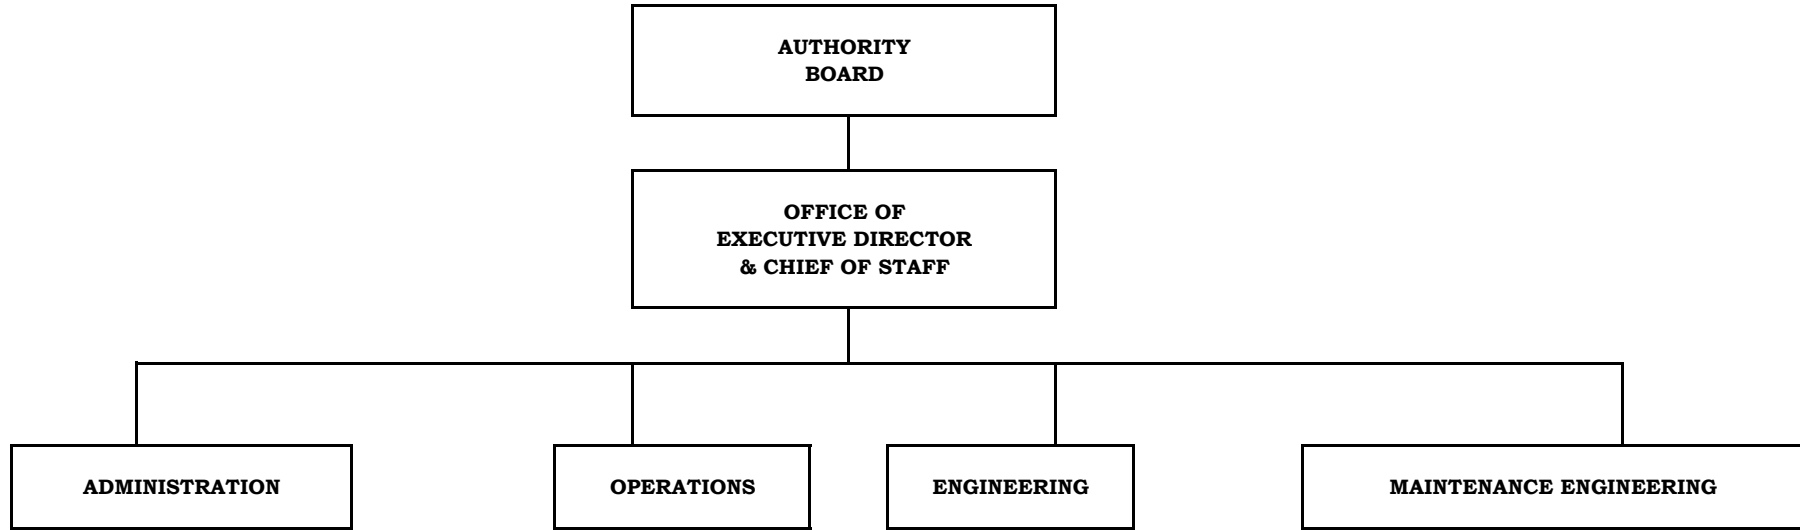 AUTHORITY
BOARD
OFFICE OF
EXECUTIVE DIRECTOR
& CHIEF OF STAFF
ADMINISTRATION
OPERATIONS
ENGINEERING
MAINTENANCE ENGINEERING